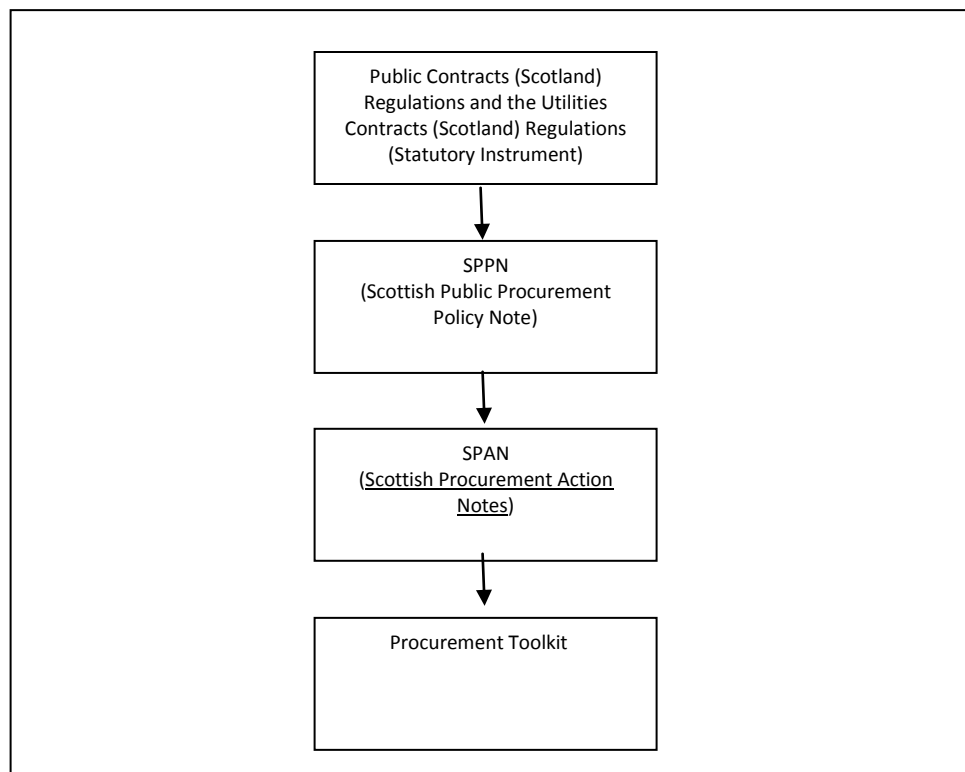 Public Contracts (Scotland)
Regulations and the Utilities
Contracts (Scotland) Regulations
(Statutory Instrument)
SPPN
(Scottish Public Procurement
Policy Note)
SPAN
(Scottish Procurement Action
Notes)
Procurement Toolkit